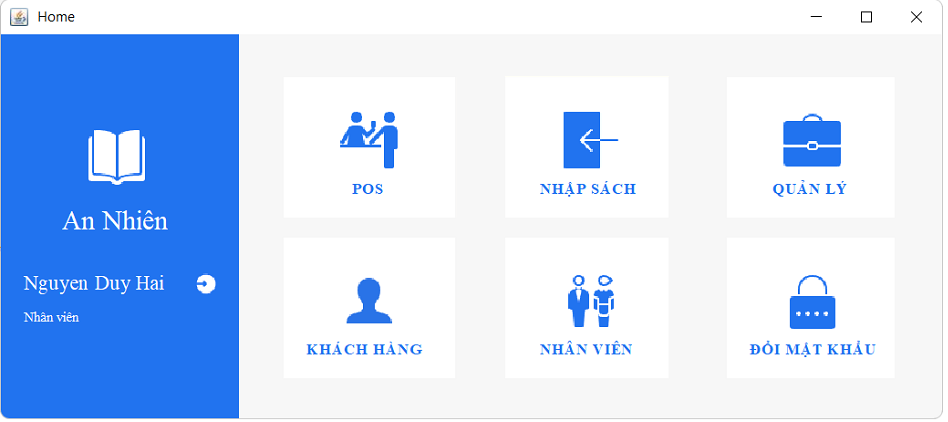 Home
An Nhiên
Nguyen Duy Hai
Nhân viên
POS
NHẬP SÁCH
QUẢN LÝ
KHÁCH HÀNG
NHÂN VIÊN
ĐỔI MẬT KHẨU